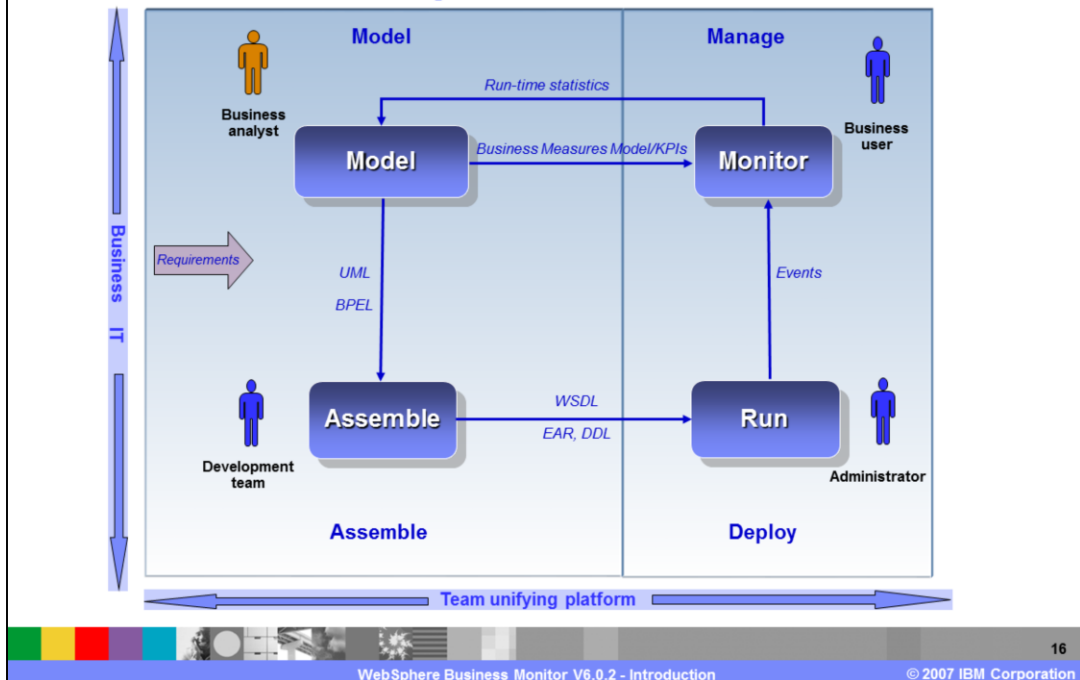 Model
Manage
Business
analyst
Run-time statistics
Business
user
Model
Business Measures Model/KPIs
Monitor
Business IT
Requirements
UML
BPEL
Events
Development
team
Assemble
WSDL
EAR, DDL
Run
Administrator
Assemble
Deploy
Team unifying platform
16
WebSphere Business Monitor V6.0.2 - Introduction
© 2007 IBM Corporation